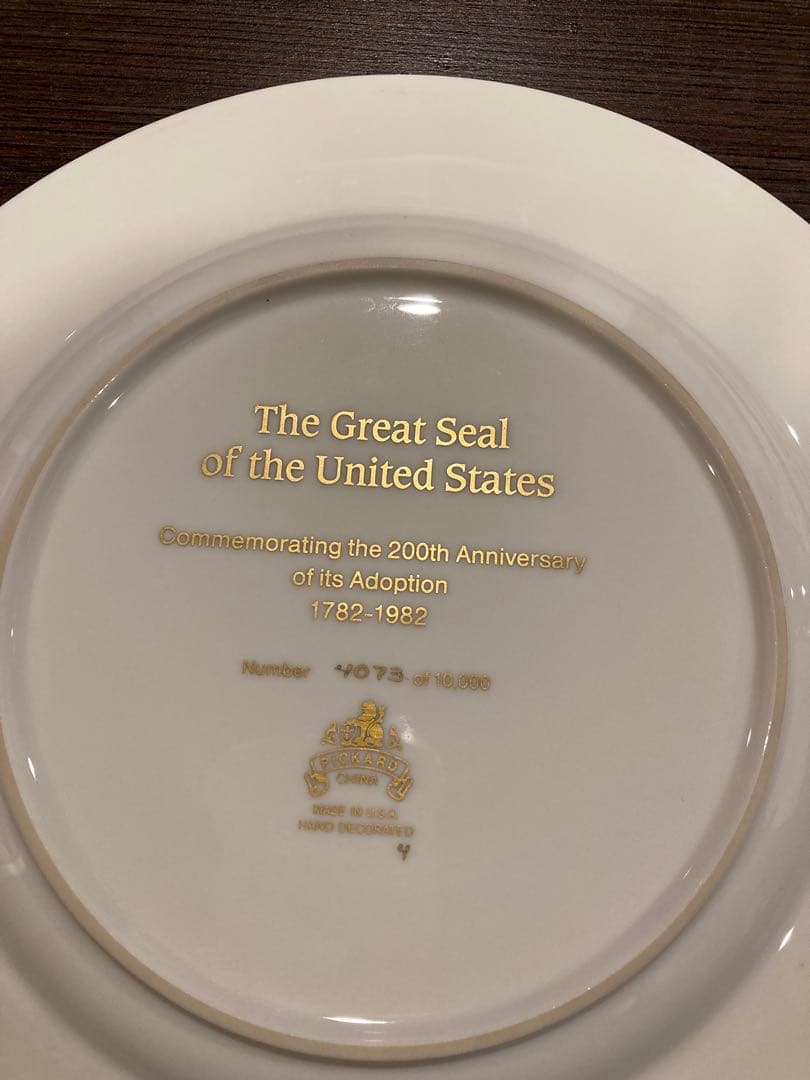 The Great Seal
of the United States
Commemorating the 200th Anniversary
of its Adoption
1782-1982
Number 4073 of 10,000
PICKARD
CHINA
MADE IN U.S.A.
HAND DECORATED
4